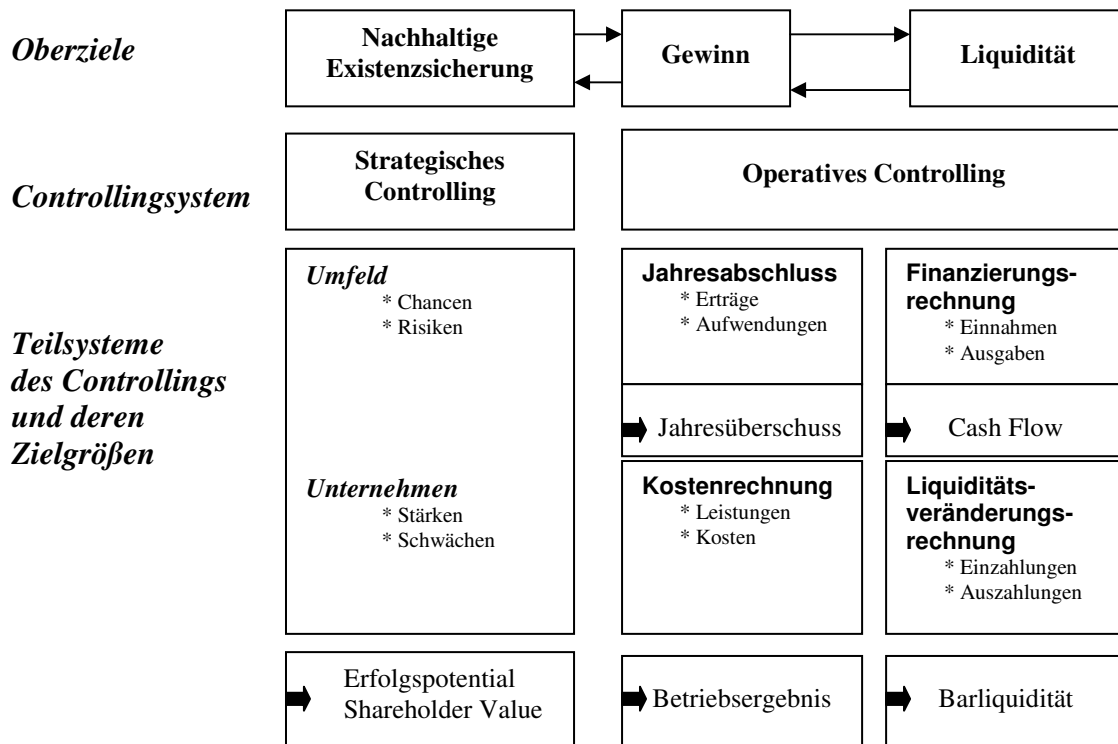 Oberziele
Nachhaltige
Existenzsicherung
Gewinn
Liquidität
Controllingsystem
Strategisches
Controlling
Operatives Controlling
Teilsysteme
des Controllings
und deren
Zielgrößen
Umfeld
* Chancen
* Risiken
Unternehmen
* Stärken
* Schwächen
Erfolgspotential
Shareholder Value
Jahresabschluss
* Erträge
* Aufwendungen
Jahresüberschuss
Kostenrechnung
* Leistungen
* Kosten
Betriebsergebnis
Finanzierungs-
rechnung
* Einnahmen
* Ausgaben
Cash Flow
Liquiditäts-
veränderungs-
rechnung
* Einzahlungen
* Auszahlungen
Barliquidität